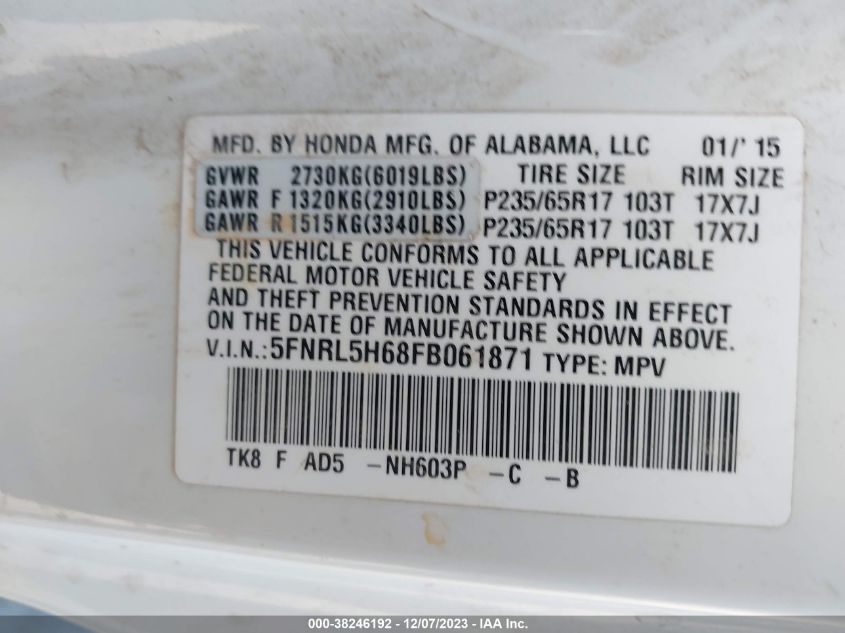 MFD. BY HONDA MFG. OF ALABAMA, LLC 01/' 15
GVWR 2730KG(6019LBS) TIRE SIZE RIM SIZE
GAWR F 1320KG(2910LBS) P235/65R17 103T 17X7J
GAWR R 1515KG(3340LBS) P235/65R17 103T 17X7J
THIS VEHICLE CONFORMS TO ALL APPLICABLE
FEDERAL MOTOR VEHICLE SAFETY
AND THEFT PREVENTION STANDARDS IN EFFECT
ON THE DATE OF MANUFACTURE SHOWN ABOVE.
V.I.N.:5FNRL5H68FB061871 TYPE: MPV
TK8 F AD5 -NH603P -C -B
000-38246192 - 12/07/2023 - IAA Inc.